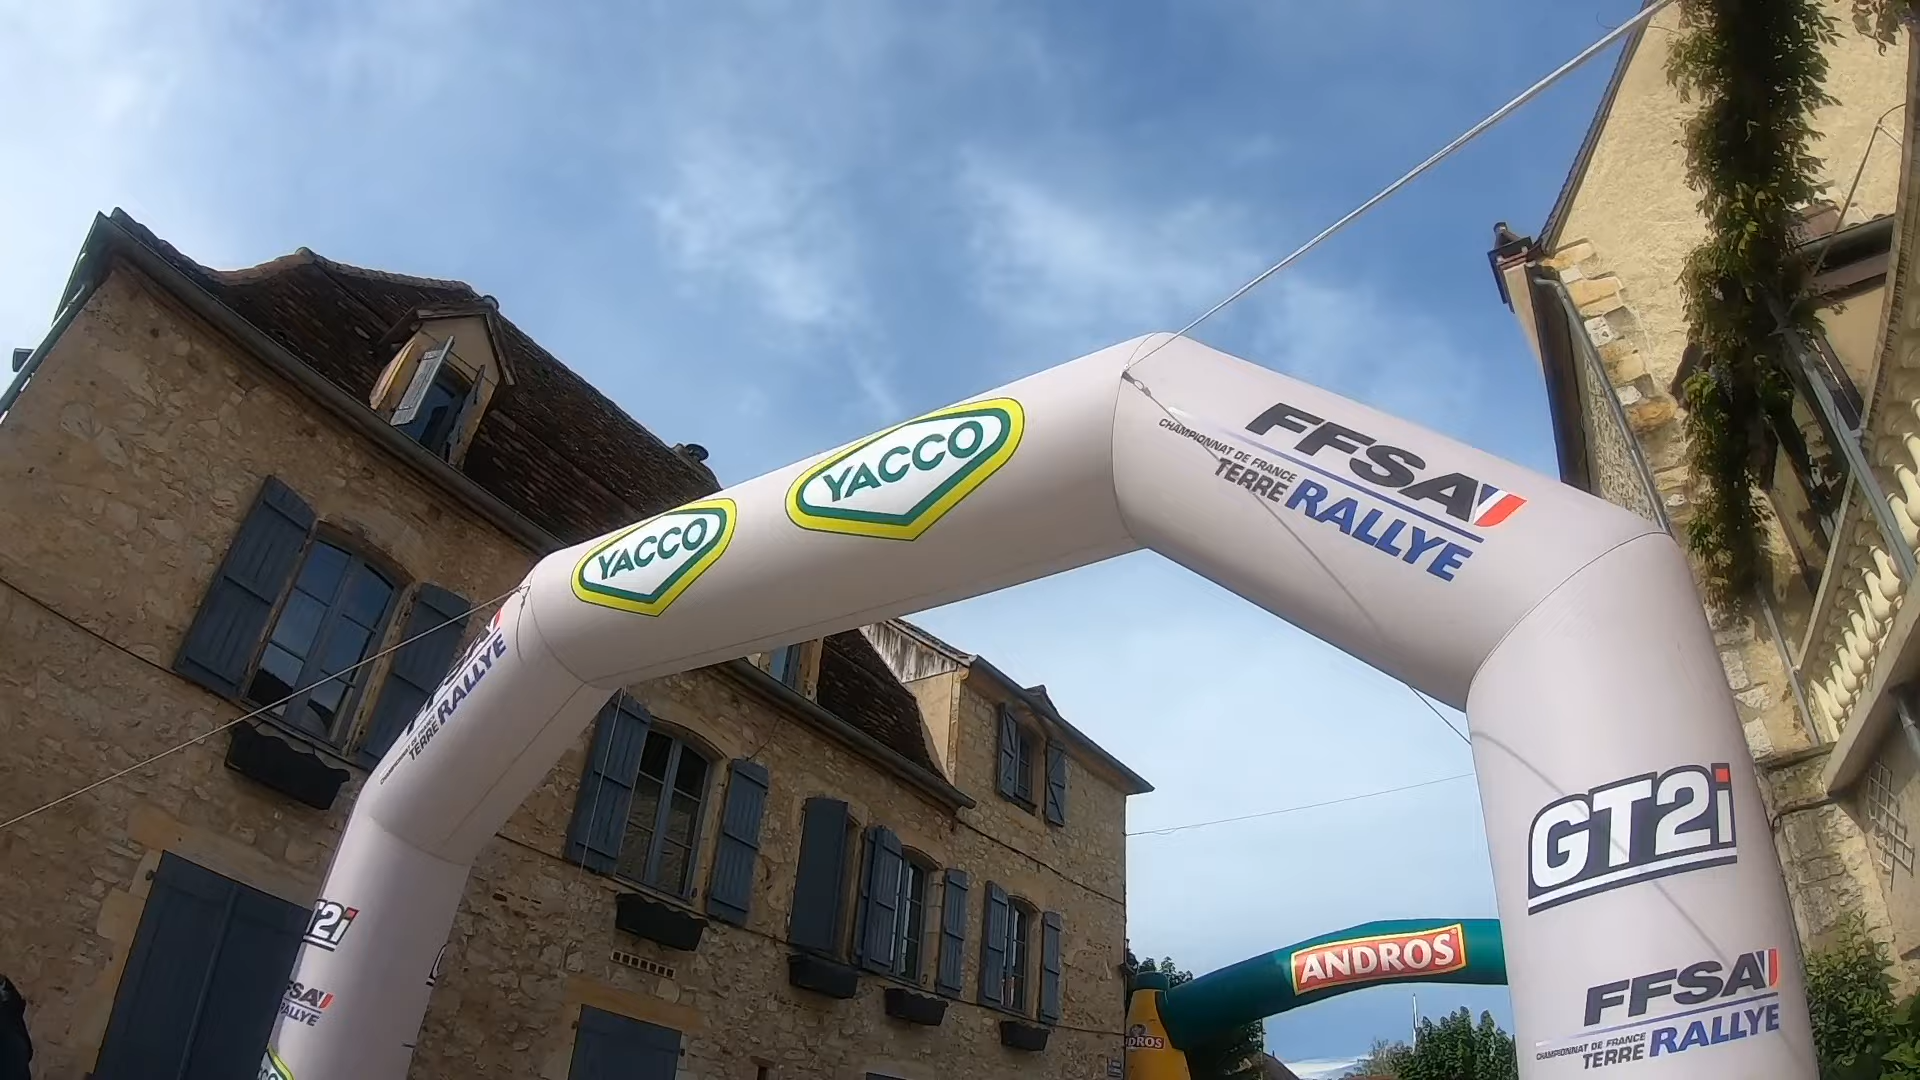 YACCO
YACCO
FFSA
CHAMPIONNAT DE FRANCE
TERRE RALLYE
FFSA
TERRE RALLYE
GT2i
FFSA
CHAMPIONNAT DE FRANCE
TERRE RALLYE
ANDROS
T2i
FFSA
RALLYE